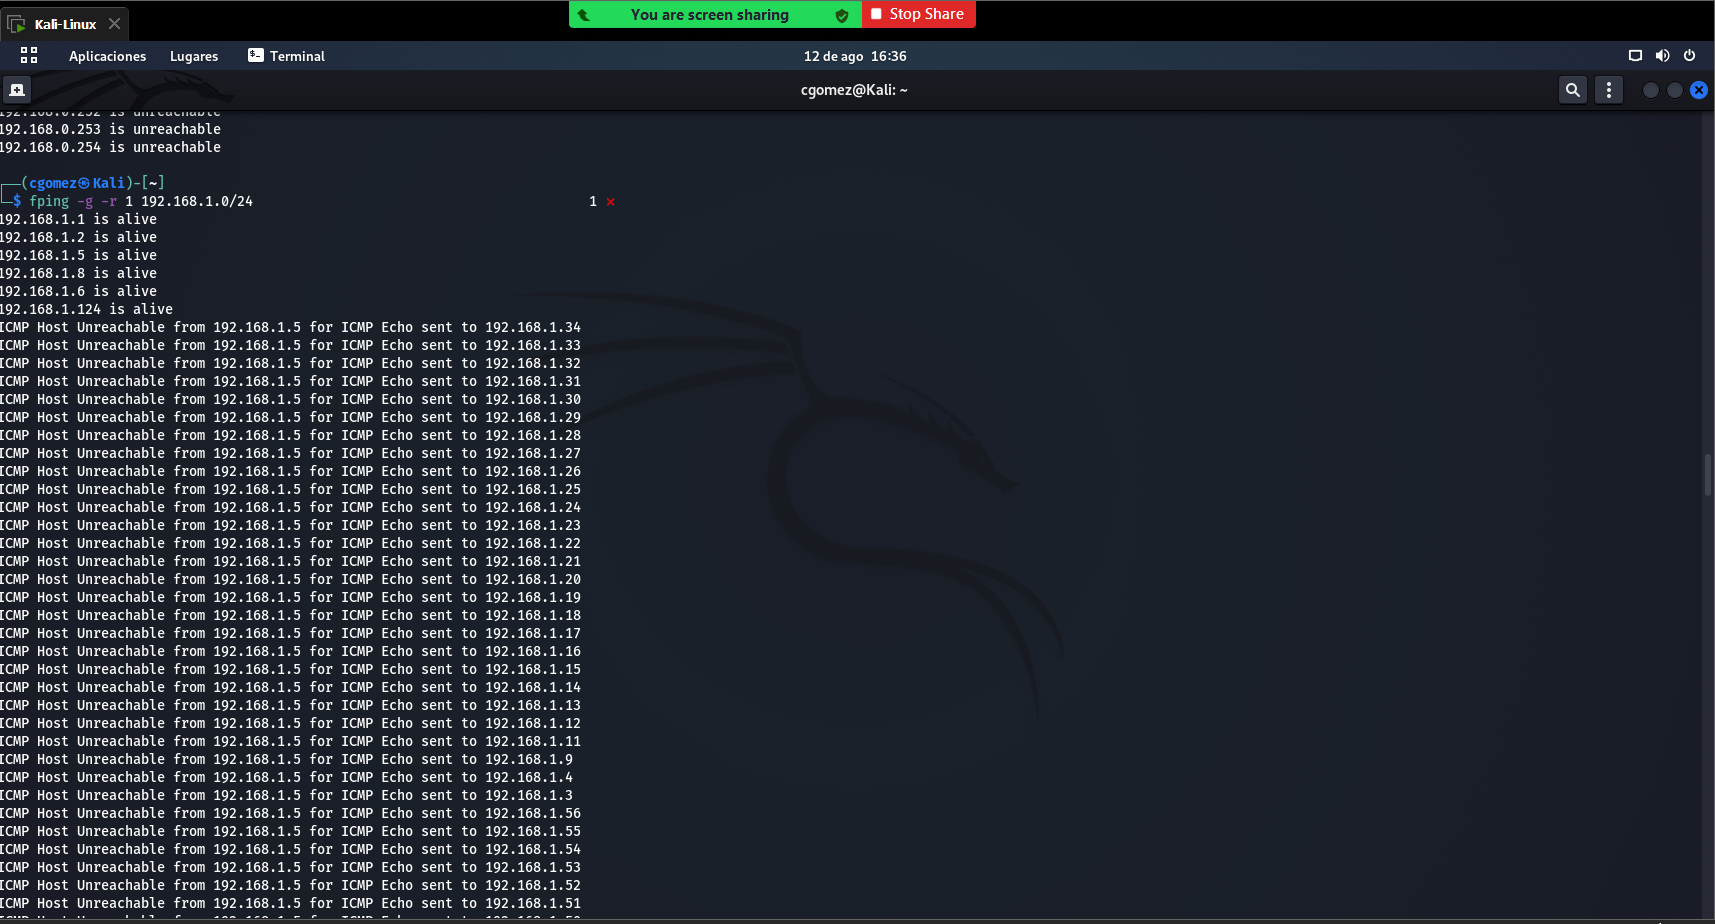 Kali-Linux
You are screen sharing
Stop Share
Aplicaciones Lugares Terminal 12 de ago 16:36
cgomez@Kali: ~
192.168.0.252 is unreachable
192.168.0.253 is unreachable
192.168.0.254 is unreachable
┌──(cgomez㉿Kali)-[~]
└─$ fping -g -r 1 192.168.1.0/24 1 ⨯
192.168.1.1 is alive
192.168.1.2 is alive
192.168.1.5 is alive
192.168.1.8 is alive
192.168.1.6 is alive
192.168.1.124 is alive
ICMP Host Unreachable from 192.168.1.5 for ICMP Echo sent to 192.168.1.34
ICMP Host Unreachable from 192.168.1.5 for ICMP Echo sent to 192.168.1.33
ICMP Host Unreachable from 192.168.1.5 for ICMP Echo sent to 192.168.1.32
ICMP Host Unreachable from 192.168.1.5 for ICMP Echo sent to 192.168.1.31
ICMP Host Unreachable from 192.168.1.5 for ICMP Echo sent to 192.168.1.30
ICMP Host Unreachable from 192.168.1.5 for ICMP Echo sent to 192.168.1.29
ICMP Host Unreachable from 192.168.1.5 for ICMP Echo sent to 192.168.1.28
ICMP Host Unreachable from 192.168.1.5 for ICMP Echo sent to 192.168.1.27
ICMP Host Unreachable from 192.168.1.5 for ICMP Echo sent to 192.168.1.26
ICMP Host Unreachable from 192.168.1.5 for ICMP Echo sent to 192.168.1.25
ICMP Host Unreachable from 192.168.1.5 for ICMP Echo sent to 192.168.1.24
ICMP Host Unreachable from 192.168.1.5 for ICMP Echo sent to 192.168.1.23
ICMP Host Unreachable from 192.168.1.5 for ICMP Echo sent to 192.168.1.22
ICMP Host Unreachable from 192.168.1.5 for ICMP Echo sent to 192.168.1.21
ICMP Host Unreachable from 192.168.1.5 for ICMP Echo sent to 192.168.1.20
ICMP Host Unreachable from 192.168.1.5 for ICMP Echo sent to 192.168.1.19
ICMP Host Unreachable from 192.168.1.5 for ICMP Echo sent to 192.168.1.18
ICMP Host Unreachable from 192.168.1.5 for ICMP Echo sent to 192.168.1.17
ICMP Host Unreachable from 192.168.1.5 for ICMP Echo sent to 192.168.1.16
ICMP Host Unreachable from 192.168.1.5 for ICMP Echo sent to 192.168.1.15
ICMP Host Unreachable from 192.168.1.5 for ICMP Echo sent to 192.168.1.14
ICMP Host Unreachable from 192.168.1.5 for ICMP Echo sent to 192.168.1.13
ICMP Host Unreachable from 192.168.1.5 for ICMP Echo sent to 192.168.1.12
ICMP Host Unreachable from 192.168.1.5 for ICMP Echo sent to 192.168.1.11
ICMP Host Unreachable from 192.168.1.5 for ICMP Echo sent to 192.168.1.9
ICMP Host Unreachable from 192.168.1.5 for ICMP Echo sent to 192.168.1.4
ICMP Host Unreachable from 192.168.1.5 for ICMP Echo sent to 192.168.1.3
ICMP Host Unreachable from 192.168.1.5 for ICMP Echo sent to 192.168.1.56
ICMP Host Unreachable from 192.168.1.5 for ICMP Echo sent to 192.168.1.55
ICMP Host Unreachable from 192.168.1.5 for ICMP Echo sent to 192.168.1.54
ICMP Host Unreachable from 192.168.1.5 for ICMP Echo sent to 192.168.1.53
ICMP Host Unreachable from 192.168.1.5 for ICMP Echo sent to 192.168.1.52
ICMP Host Unreachable from 192.168.1.5 for ICMP Echo sent to 192.168.1.51